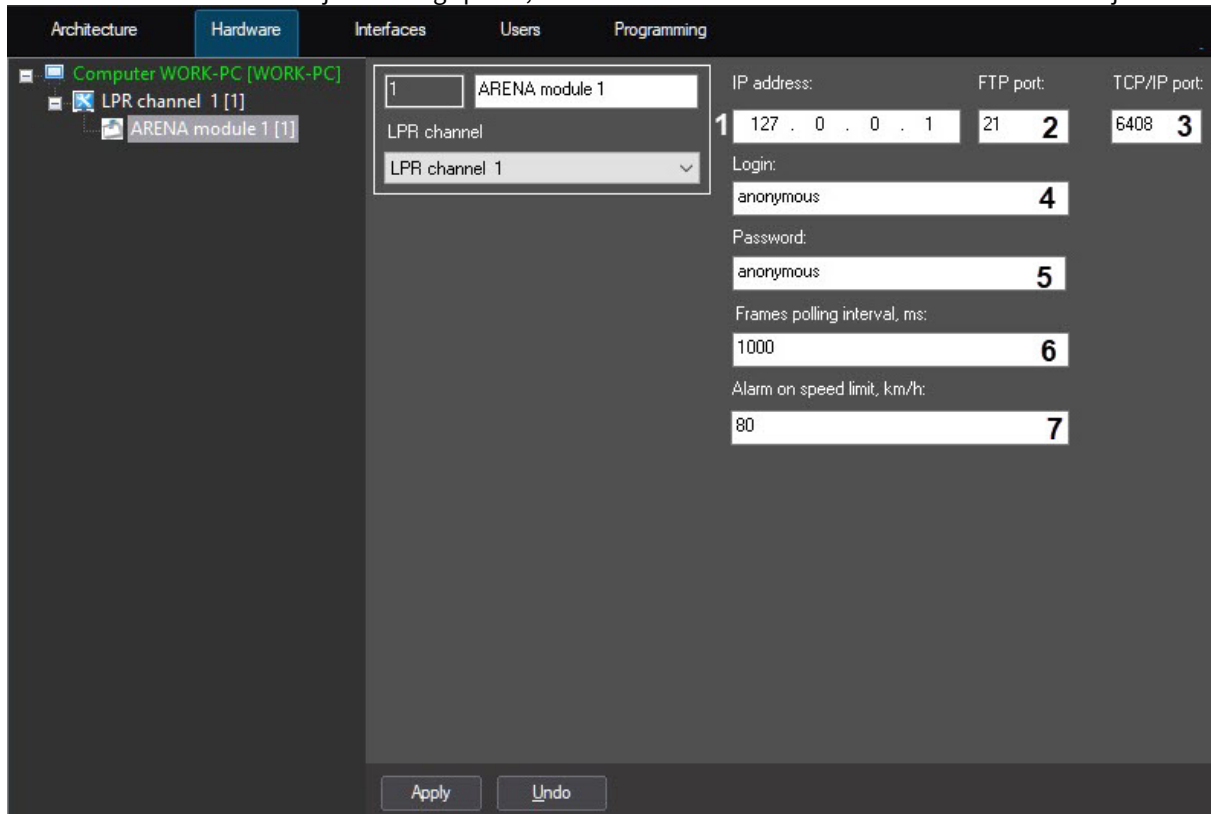 Architecture Hardware Interfaces Users Programming
Computer WORK-PC [WORK-PC]
LPR channel 1 [1]
ARENA module 1 [1]
1 ARENA module 1
LPR channel
LPR channel 1
IP address: FTP port: TCP/IP port:
1 127 . 0 . 0 . 1 21 2 6408 3
Login:
anonymous 4
Password:
anonymous 5
Frames polling interval, ms:
1000 6
Alarm on speed limit, km/h:
80 7
Apply Undo